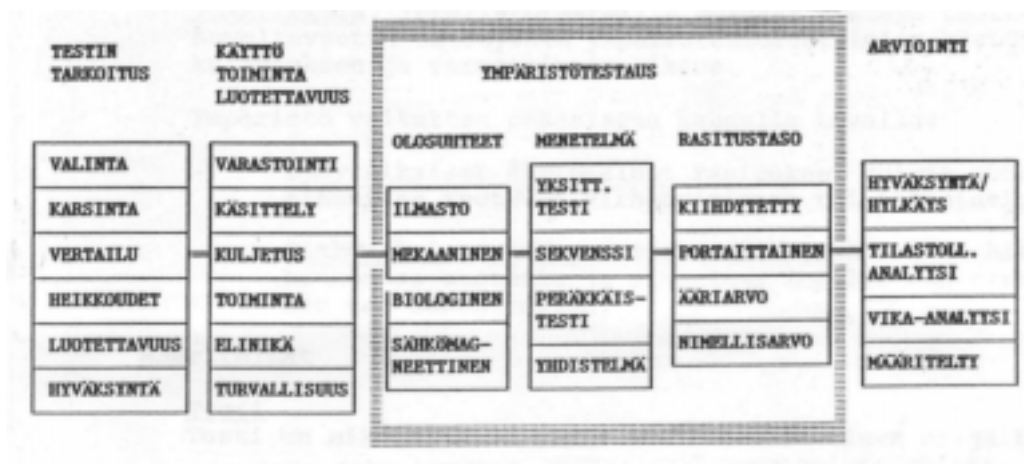 TESTIN
TARKOITUS
VALINTA
KARSINTA
VERTAILU
HEIKKOUDET
LUOTETTAVUUS
HYVÄKSYNTÄ
KÄYTTÖ
TOIMINTA
LUOTETTAVUUS
VARASTOINTI
KÄSITTELY
KULJETUS
TOIMINTA
ELINIKÄ
TURVALLISUUS
YMPÄRISTÖTESTAUS
OLOSUHTEET
ILMASTO
MEKAANINEN
BIOLOGINEN
SÄHKÖMAG-
NEETTINEN
MENETELMÄ
YKSITT.
TESTI
SEKVENSSI
PERÄKKÄIS-
TESTI
YHDISTELMÄ
RASITUSTASO
KIIHDYTETTY
PORTAITTAINEN
ÄÄRIARVO
NIMELLISARVO
ARVIOINTI
HYVÄKSYNTÄ/
HYLKÄYS
TILASTOLL.
ANALYYSI
VIKA-ANALYYSI
MÄÄRITELTY